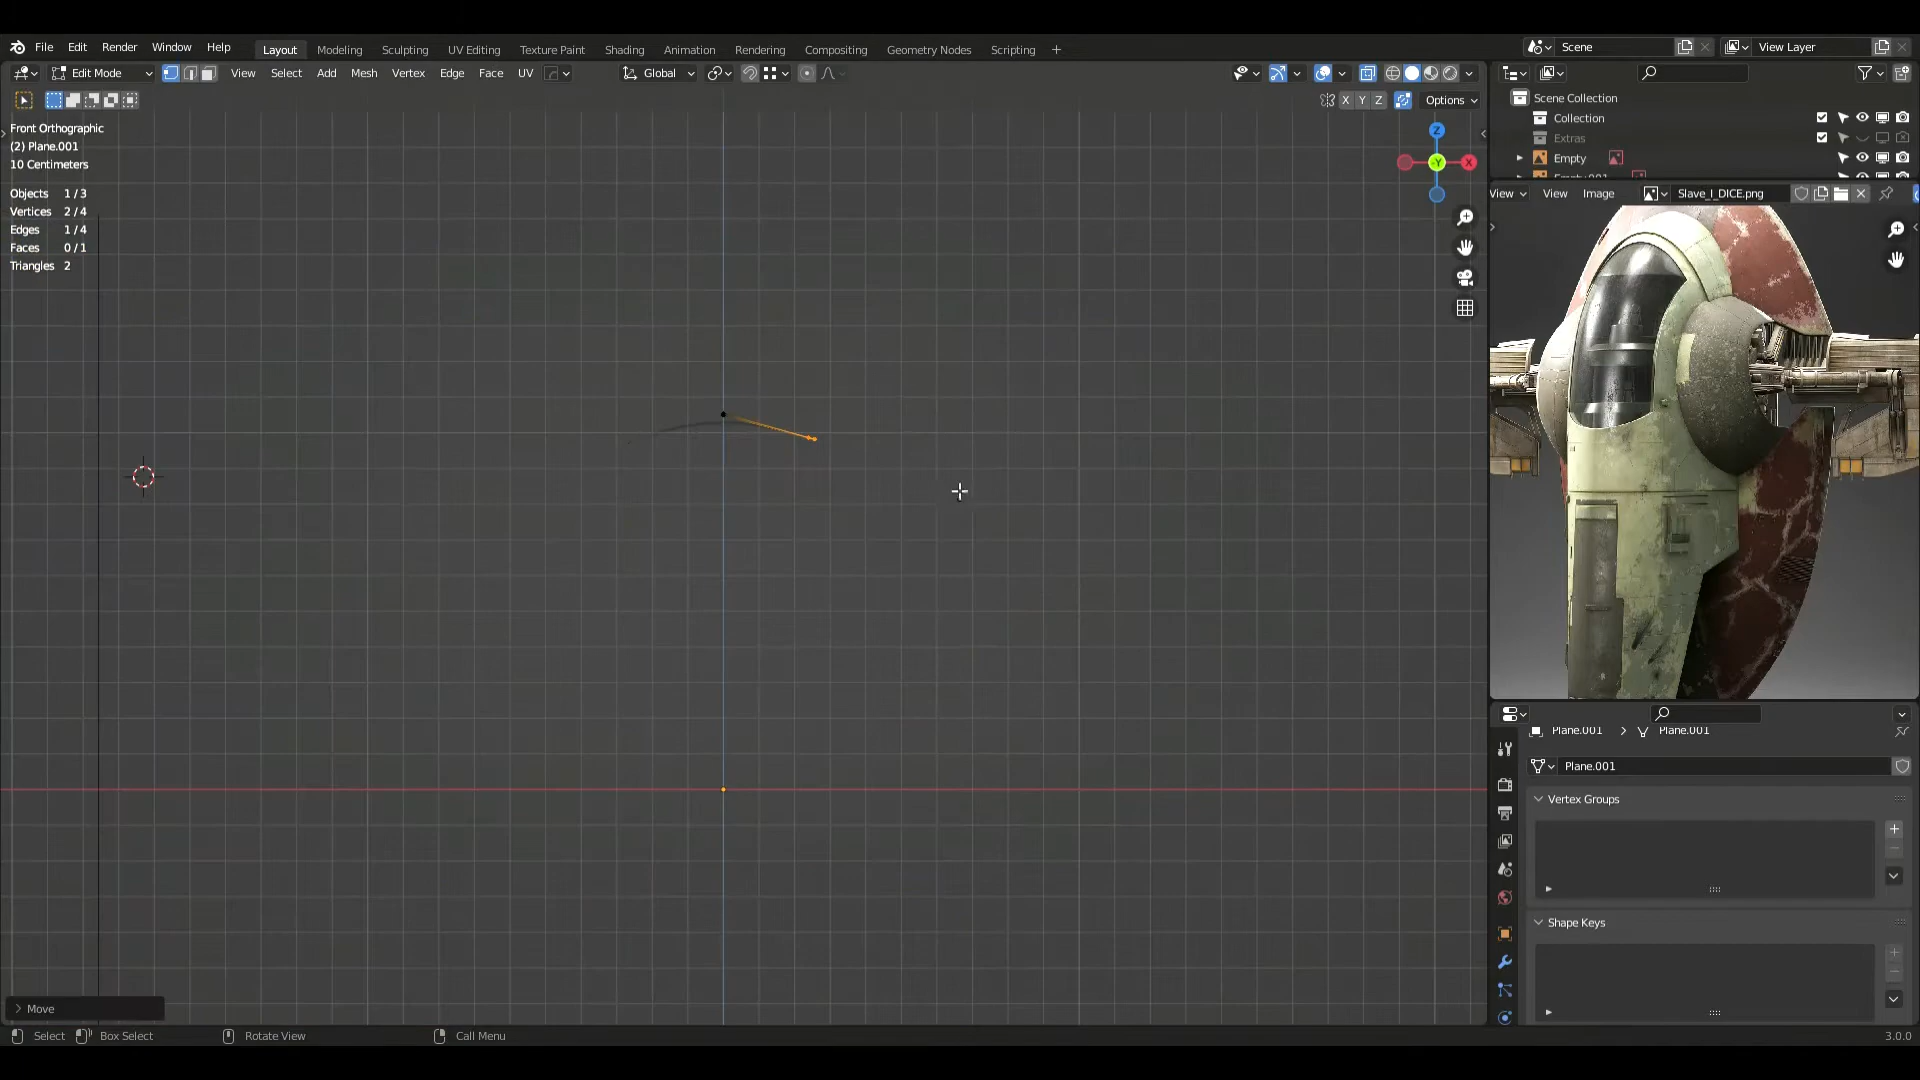 File Edit Render Window Help Layout Modeling Sculpting UV Editing Texture Paint Shading Animation Rendering Compositing Geometry Nodes Scripting Scene View Layer
Edit Mode View Select Add Mesh Vertex Edge Face UV Global
X Y Z Options
Scene Collection
Collection
Extras
Empty
Front Orthographic
(2) Plane.001
10 Centimeters
Objects 1/3
Vertices 2/4
Edges 1/4
Faces 0/1
Triangles 2
Z
-Y X
View View Image Slave_I_DICE.png
Plane.001 Plane.001
Plane.001
Vertex Groups
Shape Keys
Move
Select Box Select Rotate View Call Menu 3.0.0